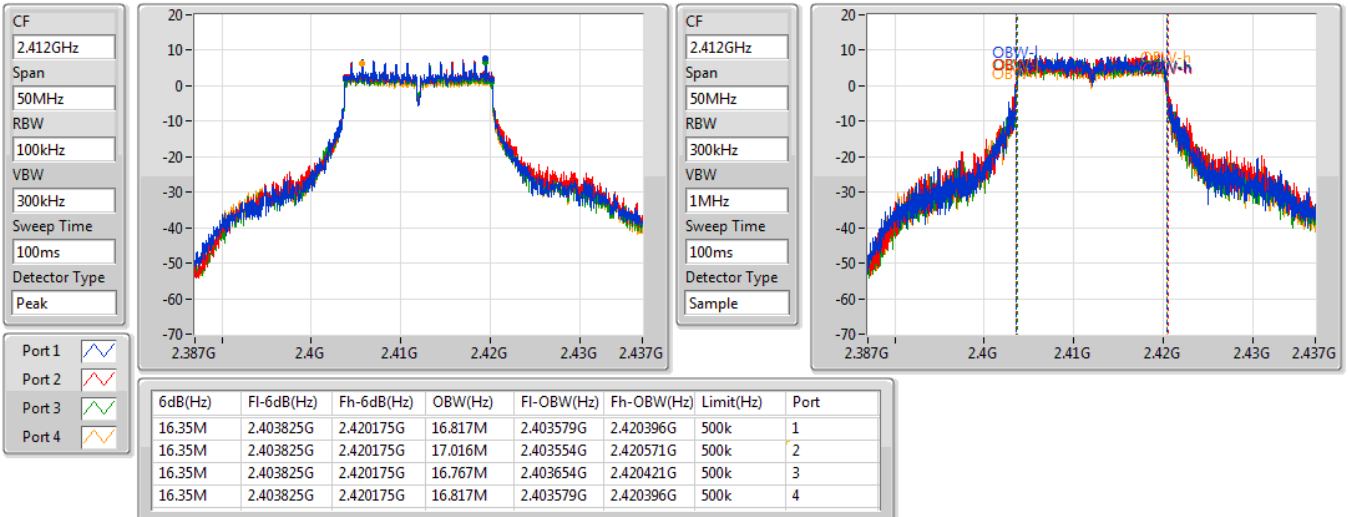 CF
2.412GHz
Span
50MHz
RBW
100kHz
VBW
300kHz
Sweep Time
100ms
Detector Type
Peak
20
10
0
-10
-20
-30
-40
-50
-60
-70
2.387G 2.4G 2.41G 2.42G 2.43G 2.437G
CF
2.412GHz
Span
50MHz
RBW
300kHz
VBW
1MHz
Sweep Time
100ms
Detector Type
Sample
20
10
0
-10
-20
-30
-40
-50
-60
-70
OBW-l
OBW-h
2.387G 2.4G 2.41G 2.42G 2.43G 2.437G
Port 1
Port 2
Port 3
Port 4
6dB(Hz) Fl-6dB(Hz) Fh-6dB(Hz) OBW(Hz) Fl-OBW(Hz) Fh-OBW(Hz) Limit(Hz) Port
16.35M 2.403825G 2.420175G 16.817M 2.403579G 2.420396G 500k 1
16.35M 2.403825G 2.420175G 17.016M 2.403554G 2.420571G 500k 2
16.35M 2.403825G 2.420175G 16.767M 2.403654G 2.420421G 500k 3
16.35M 2.403825G 2.420175G 16.817M 2.403579G 2.420396G 500k 4